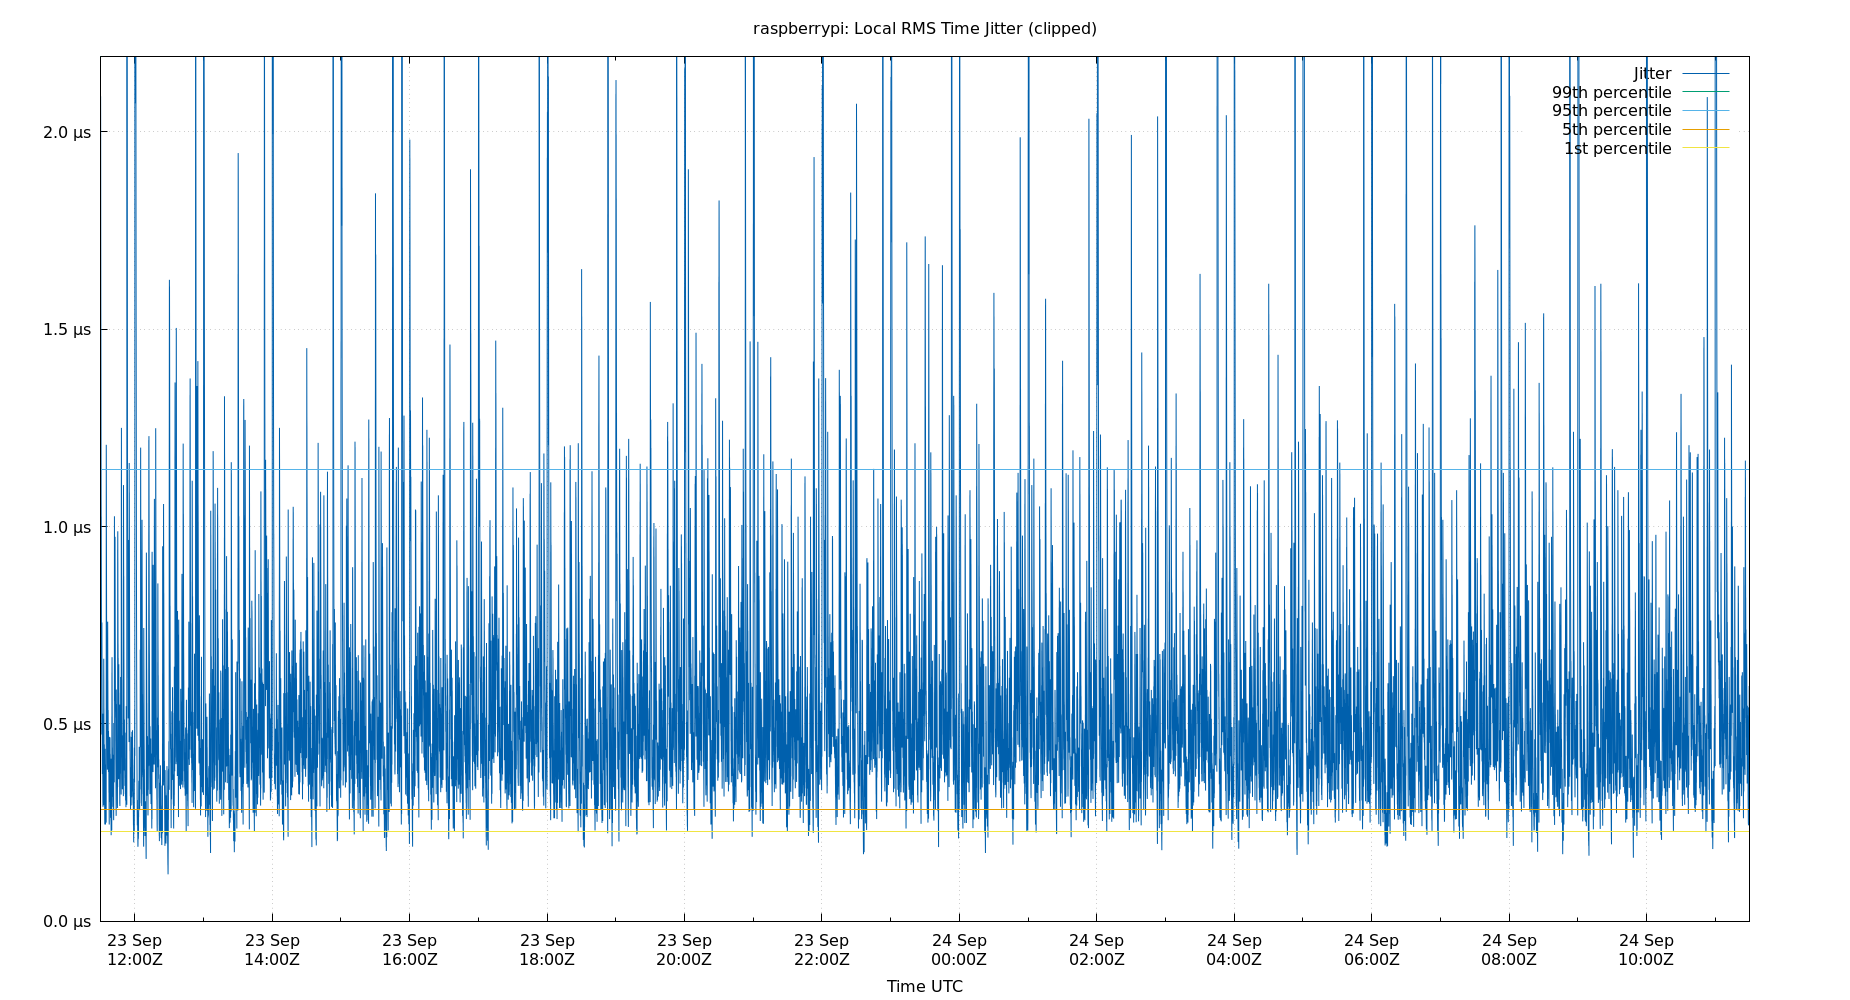 raspberrypi: Local RMS Time Jitter (clipped)
Jitter
99th percentile
95th percentile
5th percentile
1st percentile
2.0 µs
1.5 µs
1.0 µs
0.5 µs
0.0 µs
23 Sep 23 Sep 23 Sep 23 Sep 23 Sep 23 Sep 24 Sep 24 Sep 24 Sep 24 Sep 24 Sep 24 Sep
12:00Z 14:00Z 16:00Z 18:00Z 20:00Z 22:00Z 00:00Z 02:00Z 04:00Z 06:00Z 08:00Z 10:00Z
Time UTC